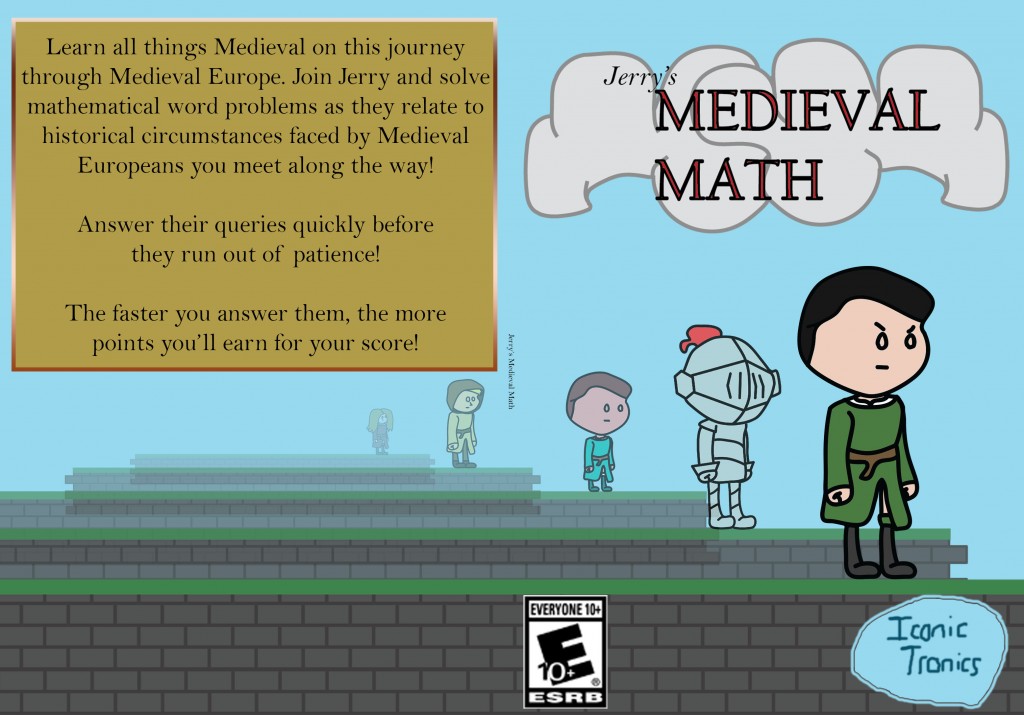 Learn all things Medieval on this journey
through Medieval Europe. Join Jerry and solve
mathematical word problems as they relate to
historical circumstances faced by Medieval
Europeans you meet along the way!
Answer their queries quickly before
they run out of patience!
The faster you answer them, the more
points you'll earn for your score!
Jerry's Medieval Math
Jerry's
MEDIEVAL
MATH
EVERYONE 10+
E
10+
®
ESRB
Iconic
Tronics